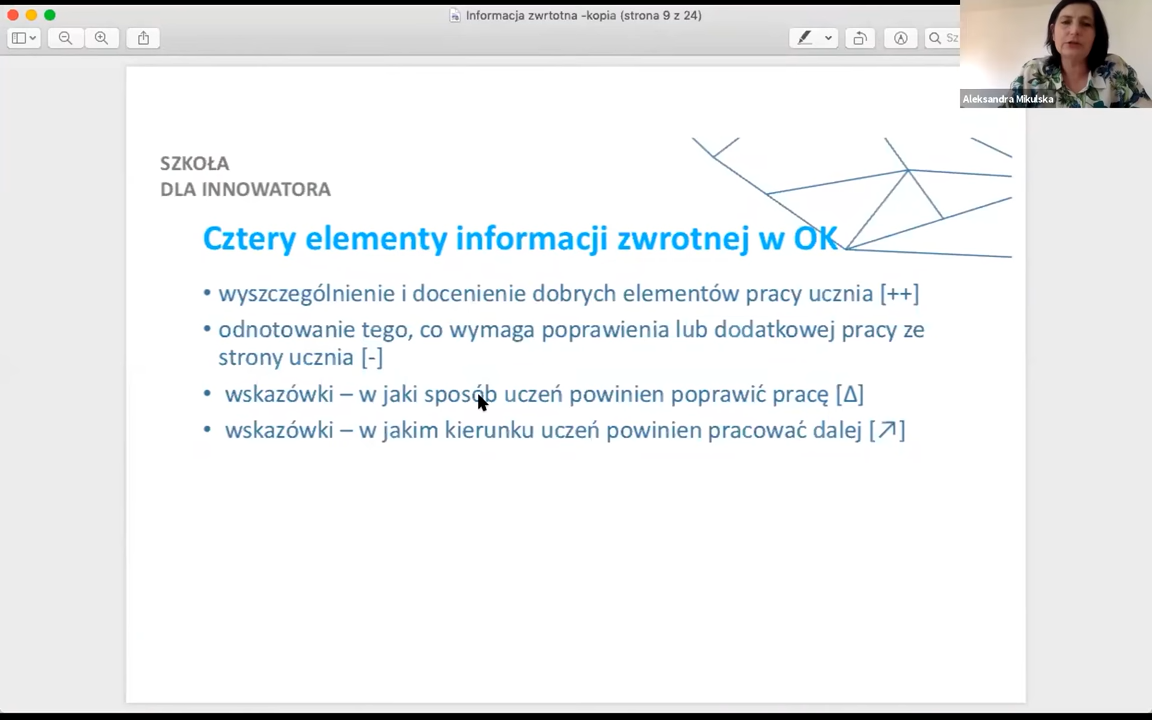 Informacja zwrtotna -kopia (strona 9 z 24)
Sz
Aleksandra Mikulska
SZKOŁA
DLA INNOWATORA
Cztery elementy informacji zwrotnej w OK
• wyszczególnienie i docenienie dobrych elementów pracy ucznia [++]
• odnotowanie tego, co wymaga poprawienia lub dodatkowej pracy ze
strony ucznia [-]
• wskazówki – w jaki sposób uczeń powinien poprawić pracę [Δ]
• wskazówki – w jakim kierunku uczeń powinien pracować dalej [↗]